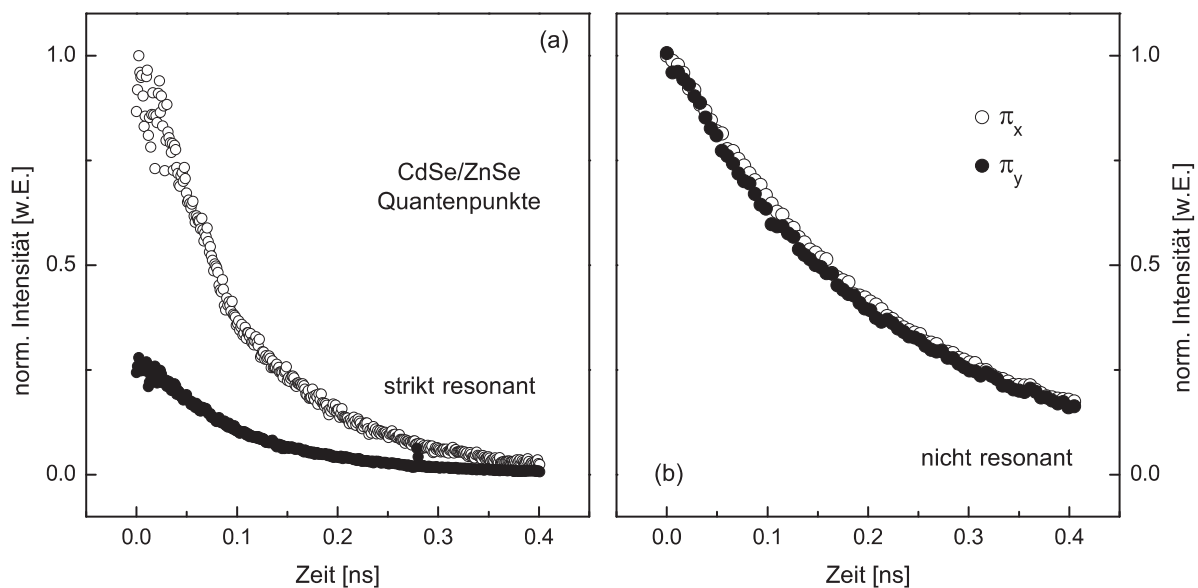 (a)
1.0
0.5
0.0
norm. Intensität [w.E.]
CdSe/ZnSe
Quantenpunkte
strikt resonant
0.0 0.1 0.2 0.3 0.4
Zeit [ns]
πx
πy
(b)
nicht resonant
1.0
0.5
0.0
norm. Intensität [w.E.]
0.0 0.1 0.2 0.3 0.4
Zeit [ns]